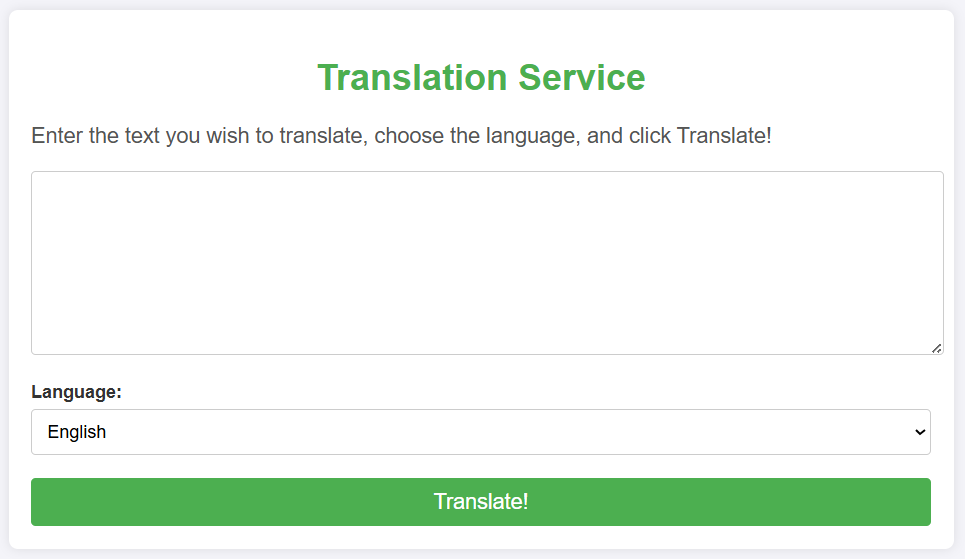 Translation Service
Enter the text you wish to translate, choose the language, and click Translate!
Language:
English
Translate!